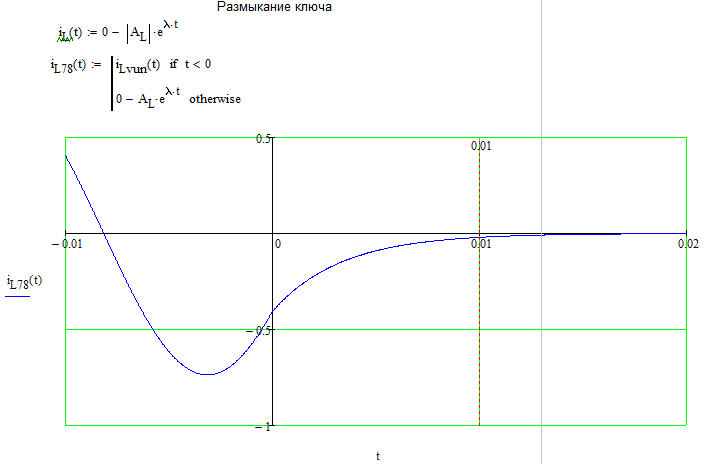 Размыкание ключа
iL(t) := 0 − |AL|·e^λ·t
iL78(t) := | iLvun(t) if t < 0
0 − AL·e^λ·t otherwise
0.5
0.01
−0.01 0 0.01 0.02
iL78(t)
−0.5
−1
t